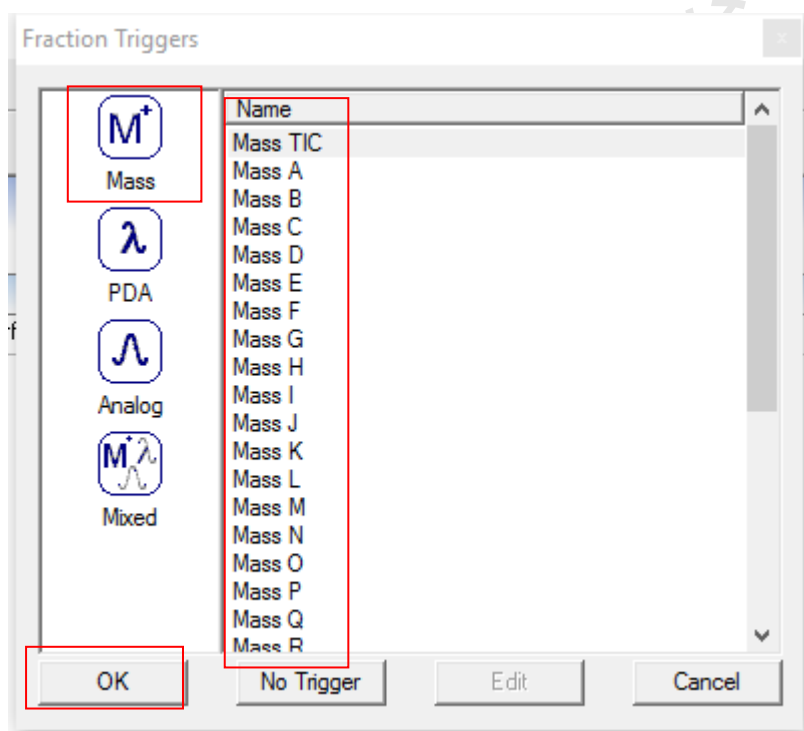 Fraction Triggers
x
M+
Mass
λ
PDA
Analog
M+ λ
Mixed
Name
Mass TIC
Mass A
Mass B
Mass C
Mass D
Mass E
Mass F
Mass G
Mass H
Mass I
Mass J
Mass K
Mass L
Mass M
Mass N
Mass O
Mass P
Mass Q
Mass R
OK
No Trigger
Edit
Cancel